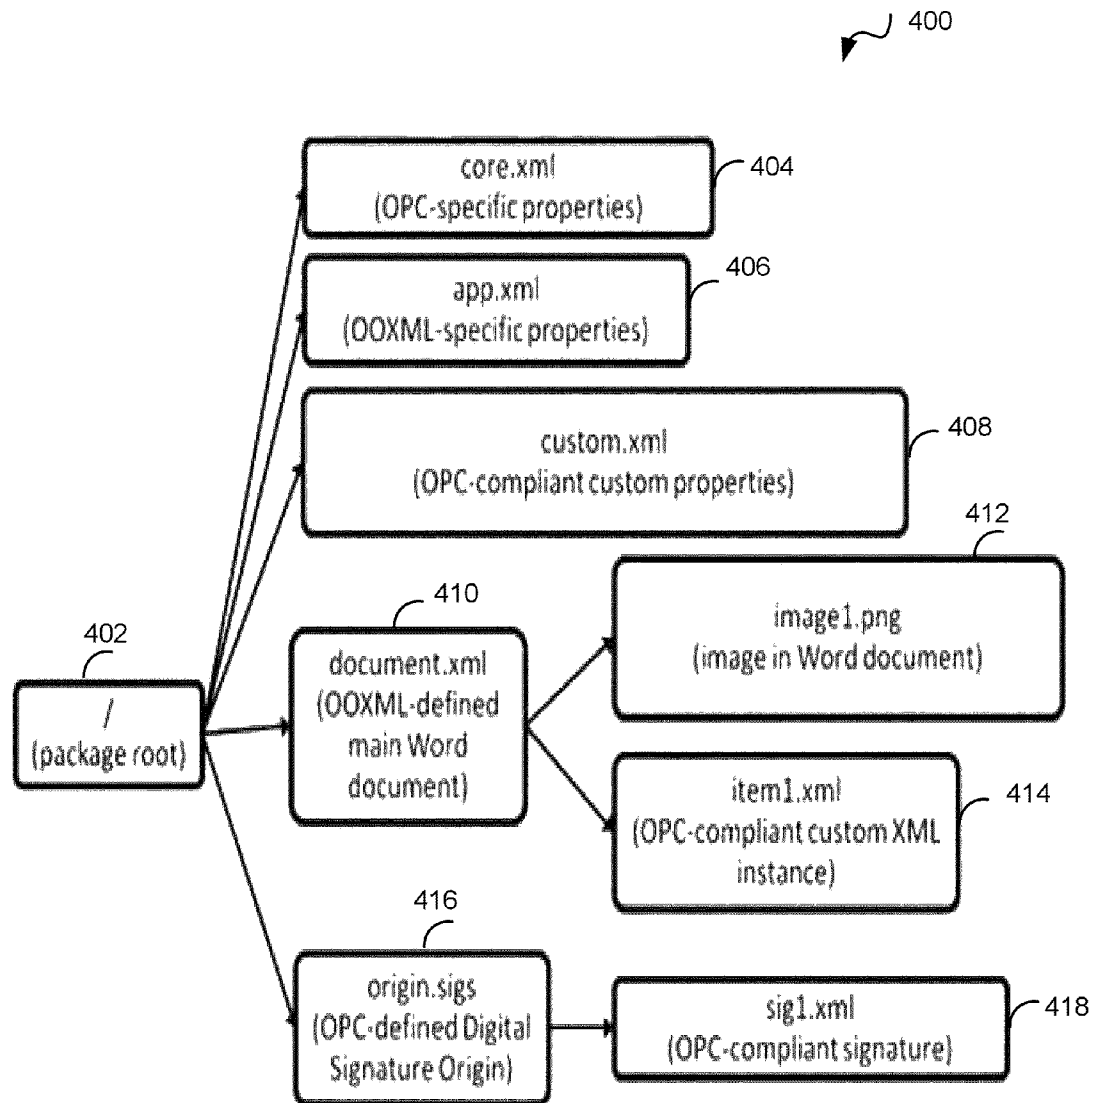 400
core.xml
(OPC-specific properties)
404
app.xml
(OOXML-specific properties)
406
custom.xml
(OPC-compliant custom properties)
408
412
image1.png
(image in Word document)
410
document.xml
(OOXML-defined
main Word
document)
402
/
(package root)
item1.xml
(OPC-compliant custom XML
instance)
414
416
origin.sigs
(OPC-defined Digital
Signature Origin)
sig1.xml
(OPC-compliant signature)
418